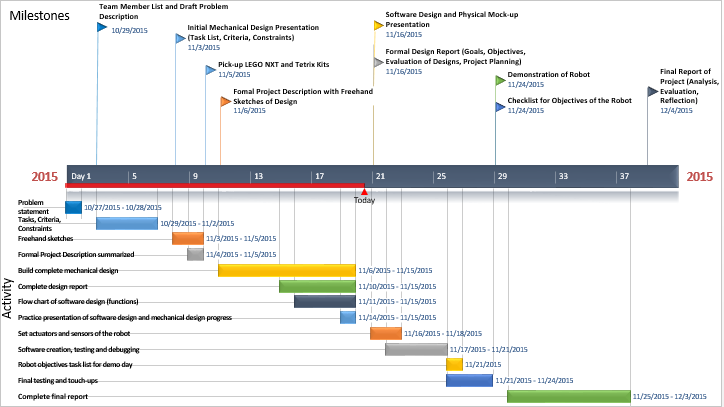 Milestones
Team Member List and Draft Problem
Description
10/29/2015
Initial Mechanical Design Presentation
(Task List, Criteria, Constraints)
11/3/2015
Pick-up LEGO NXT and Tetrix Kits
11/5/2015
Fomal Project Description with Freehand
Sketches of Design
11/6/2015
Software Design and Physical Mock-up
Presentation
11/16/2015
Formal Design Report (Goals, Objectives,
Evaluation of Designs, Project Planning)
11/16/2015
Demonstration of Robot
11/24/2015
Checklist for Objectives of the Robot
11/24/2015
Final Report of
Project (Analysis,
Evaluation,
Reflection)
12/4/2015
2015 Day 1 5 9 13 17 21 25 29 33 37 2015
Today
Activity
Problem
statement
10/27/2015 - 10/28/2015
Tasks, Criteria,
Constraints
10/29/2015 - 11/2/2015
Freehand sketches 11/3/2015 - 11/5/2015
Formal Project Description summarized 11/4/2015 - 11/5/2015
Build complete mechanical design 11/6/2015 - 11/15/2015
Complete design report 11/10/2015 - 11/15/2015
Flow chart of software design (functions) 11/11/2015 - 11/15/2015
Practice presentation of software design and mechanical design progress 11/14/2015 - 11/15/2015
Set actuators and sensors of the robot 11/16/2015 - 11/18/2015
Software creation, testing and debugging 11/17/2015 - 11/21/2015
Robot objectives task list for demo day 11/21/2015
Final testing and touch-ups 11/21/2015 - 11/24/2015
Complete final report 11/25/2015 - 12/3/2015